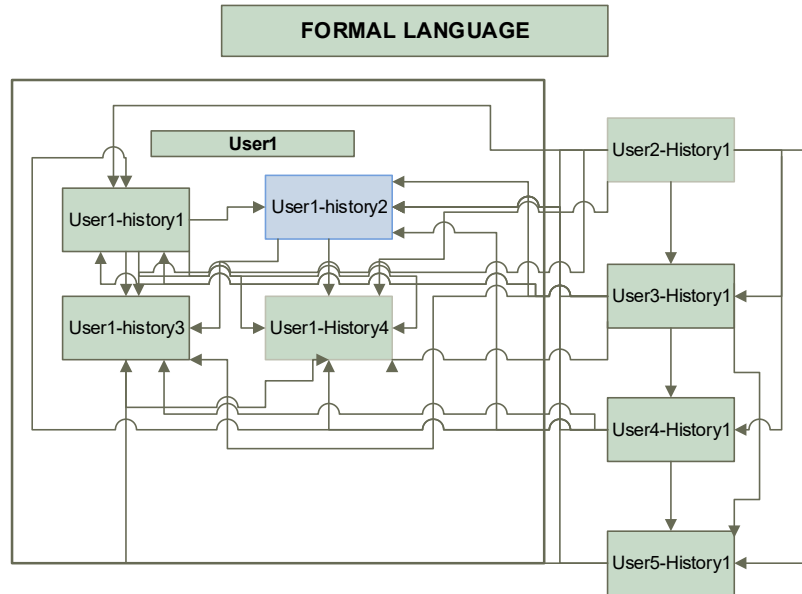 FORMAL LANGUAGE
User1
User2-History1
User1-history1
User1-history2
User3-History1
User1-history3
User1-History4
User4-History1
User5-History1